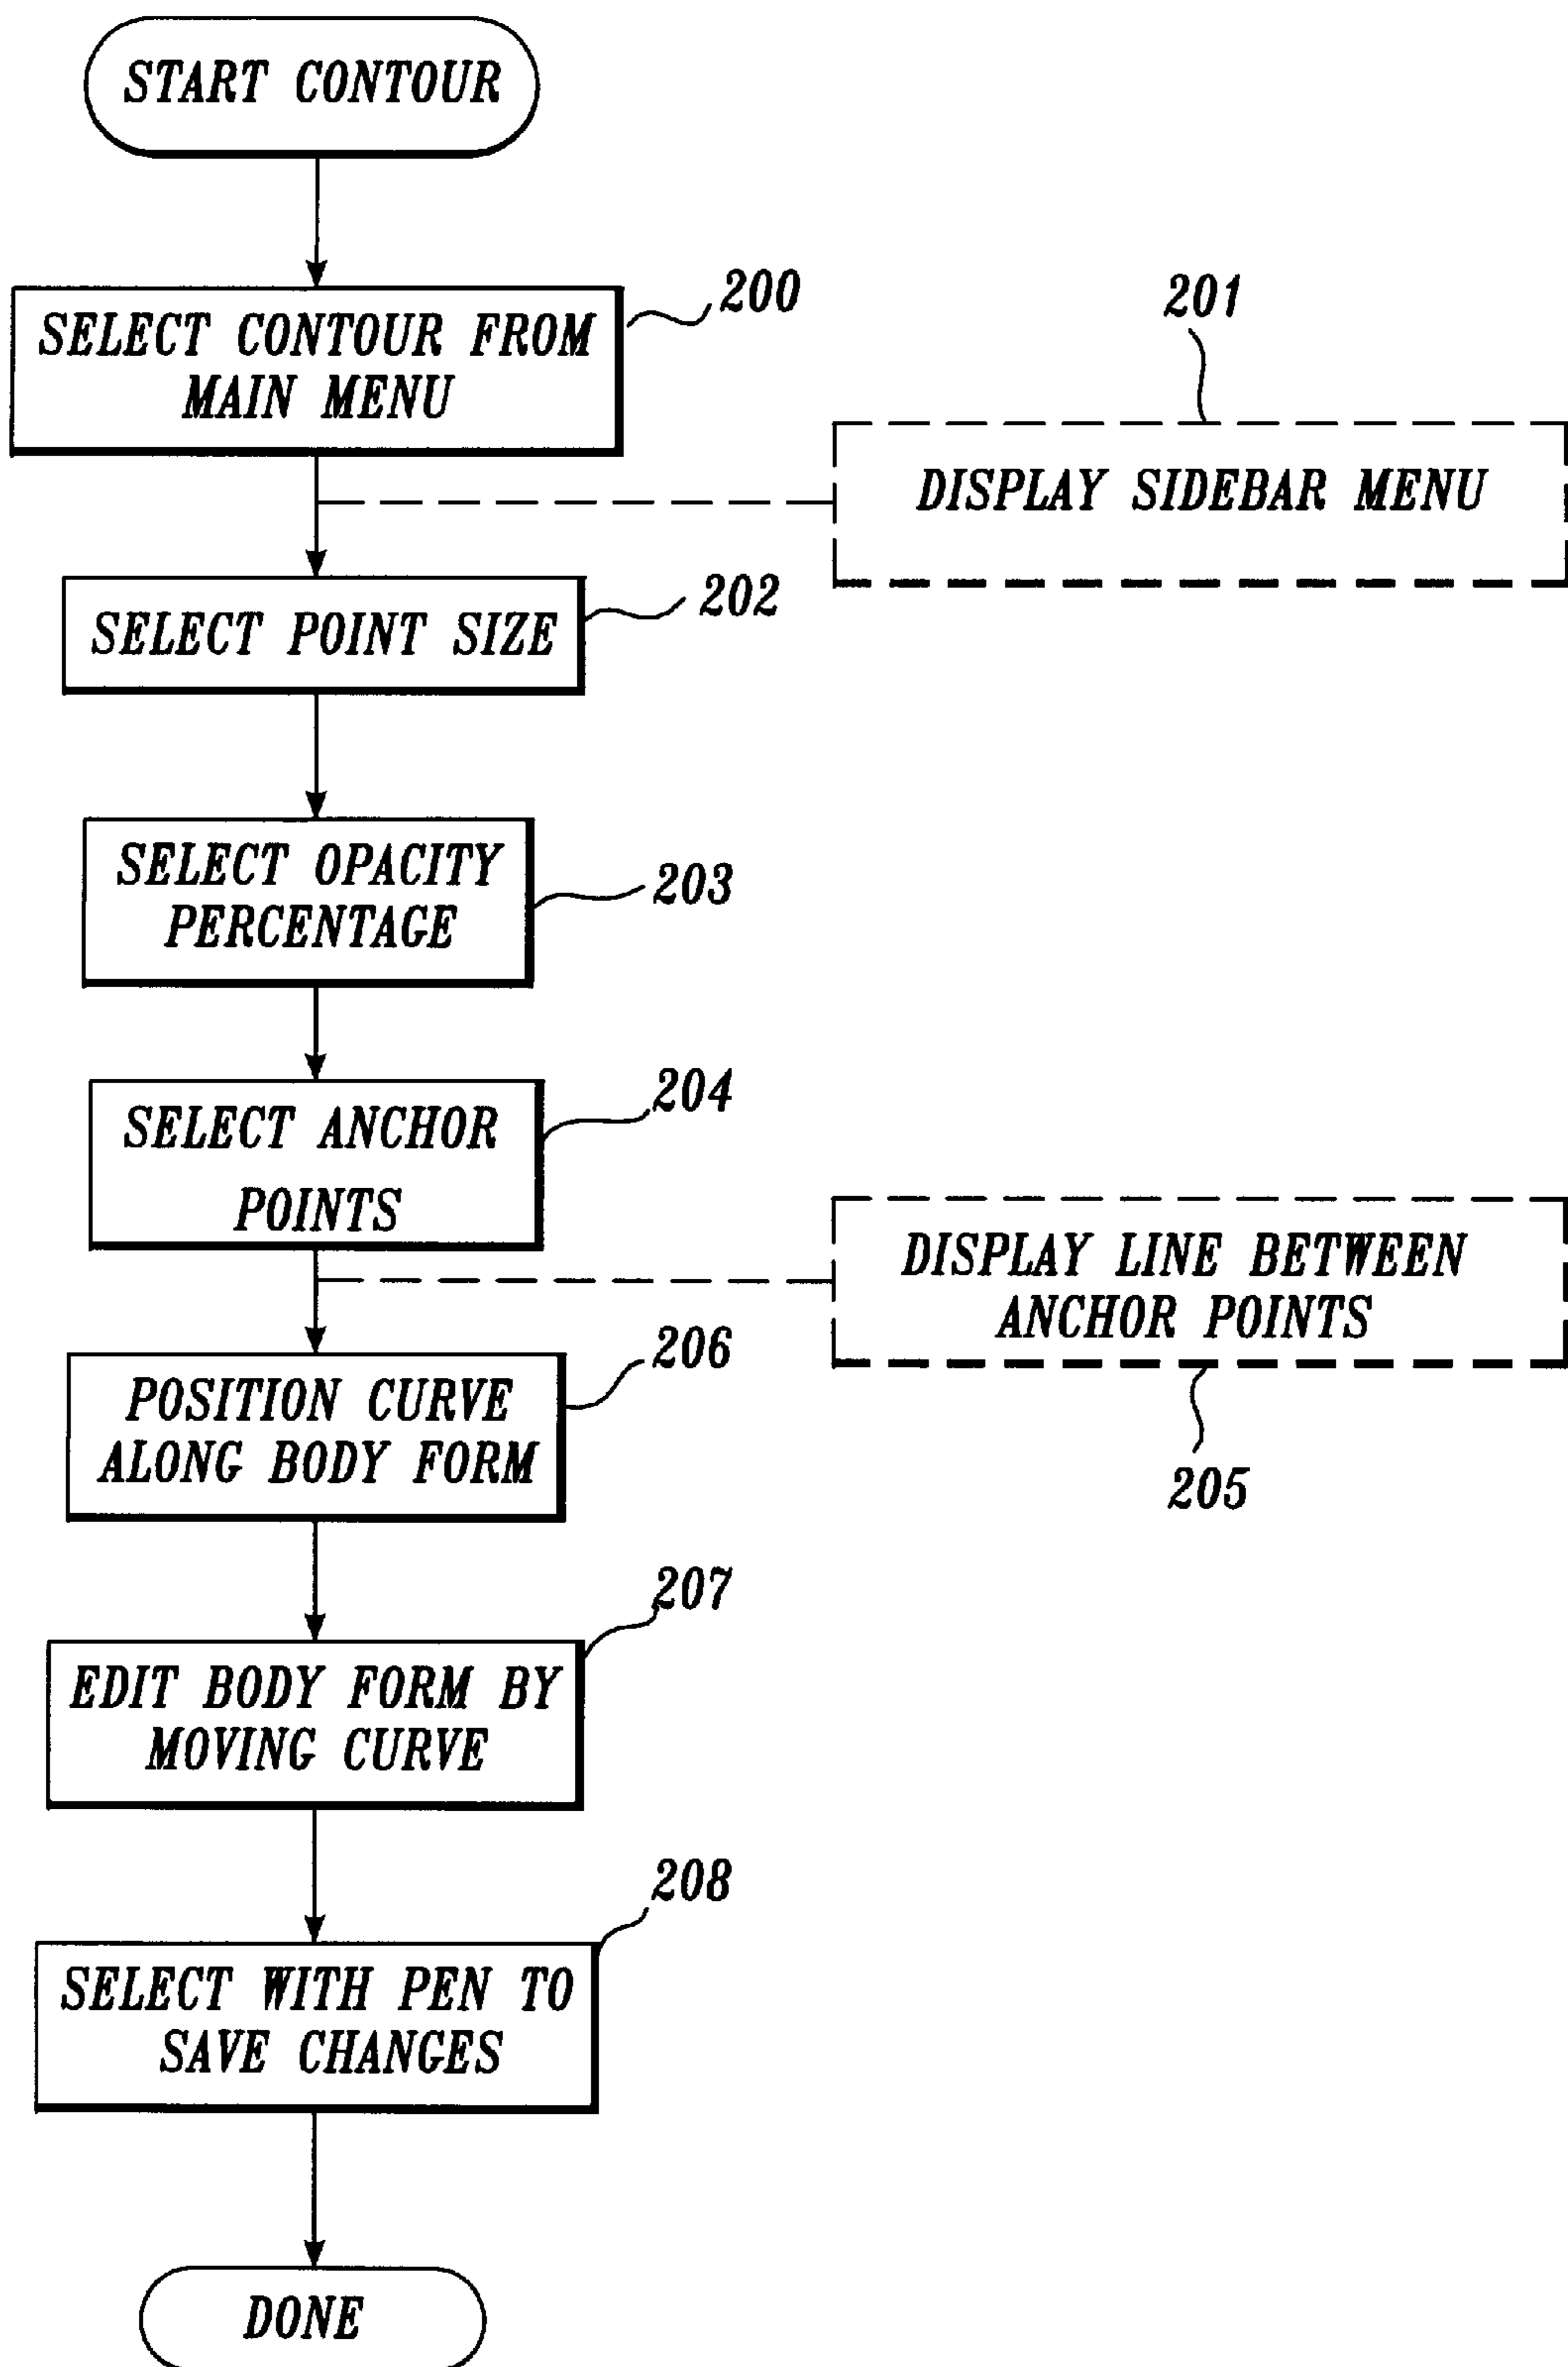 START CONTOUR
200
SELECT CONTOUR FROM
MAIN MENU
201
DISPLAY SIDEBAR MENU
202
SELECT POINT SIZE
203
SELECT OPACITY
PERCENTAGE
204
SELECT ANCHOR
POINTS
DISPLAY LINE BETWEEN
ANCHOR POINTS
205
206
POSITION CURVE
ALONG BODY FORM
207
EDIT BODY FORM BY
MOVING CURVE
208
SELECT WITH PEN TO
SAVE CHANGES
DONE